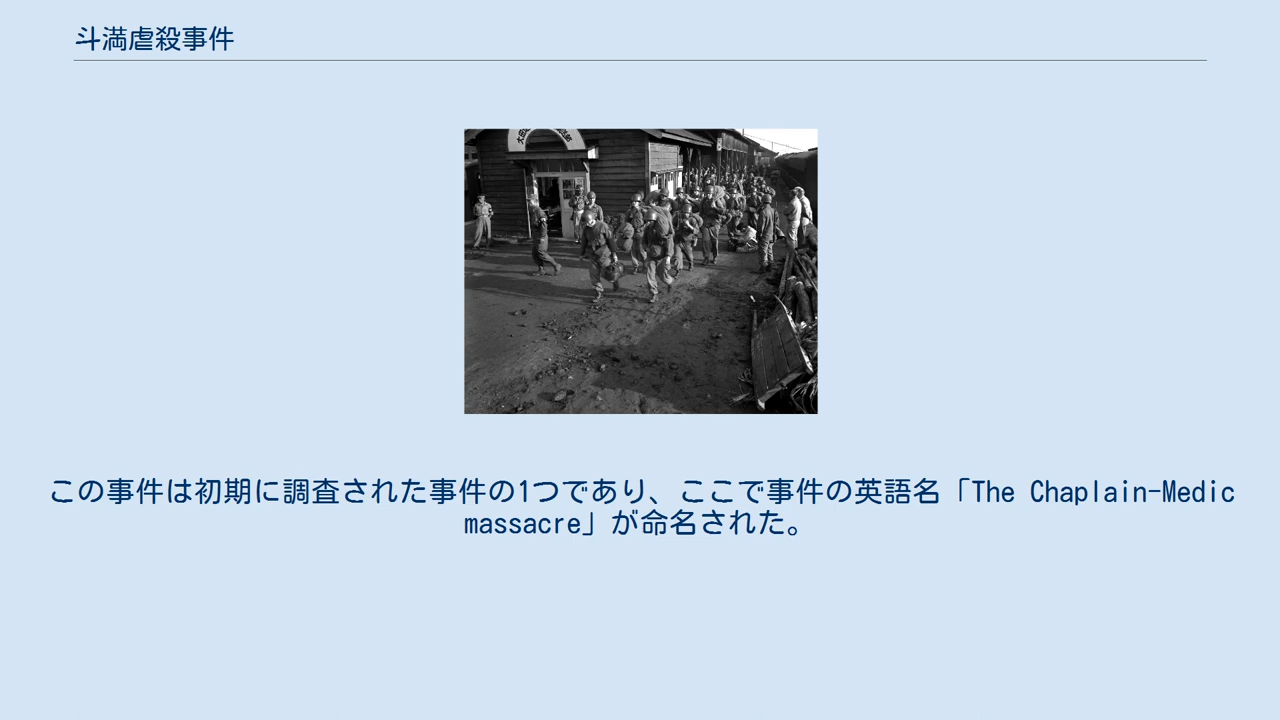 斗満虐殺事件
この事件は初期に調査された事件の1つであり、ここで事件の英語名「The Chaplain-Medic
massacre」が命名された。